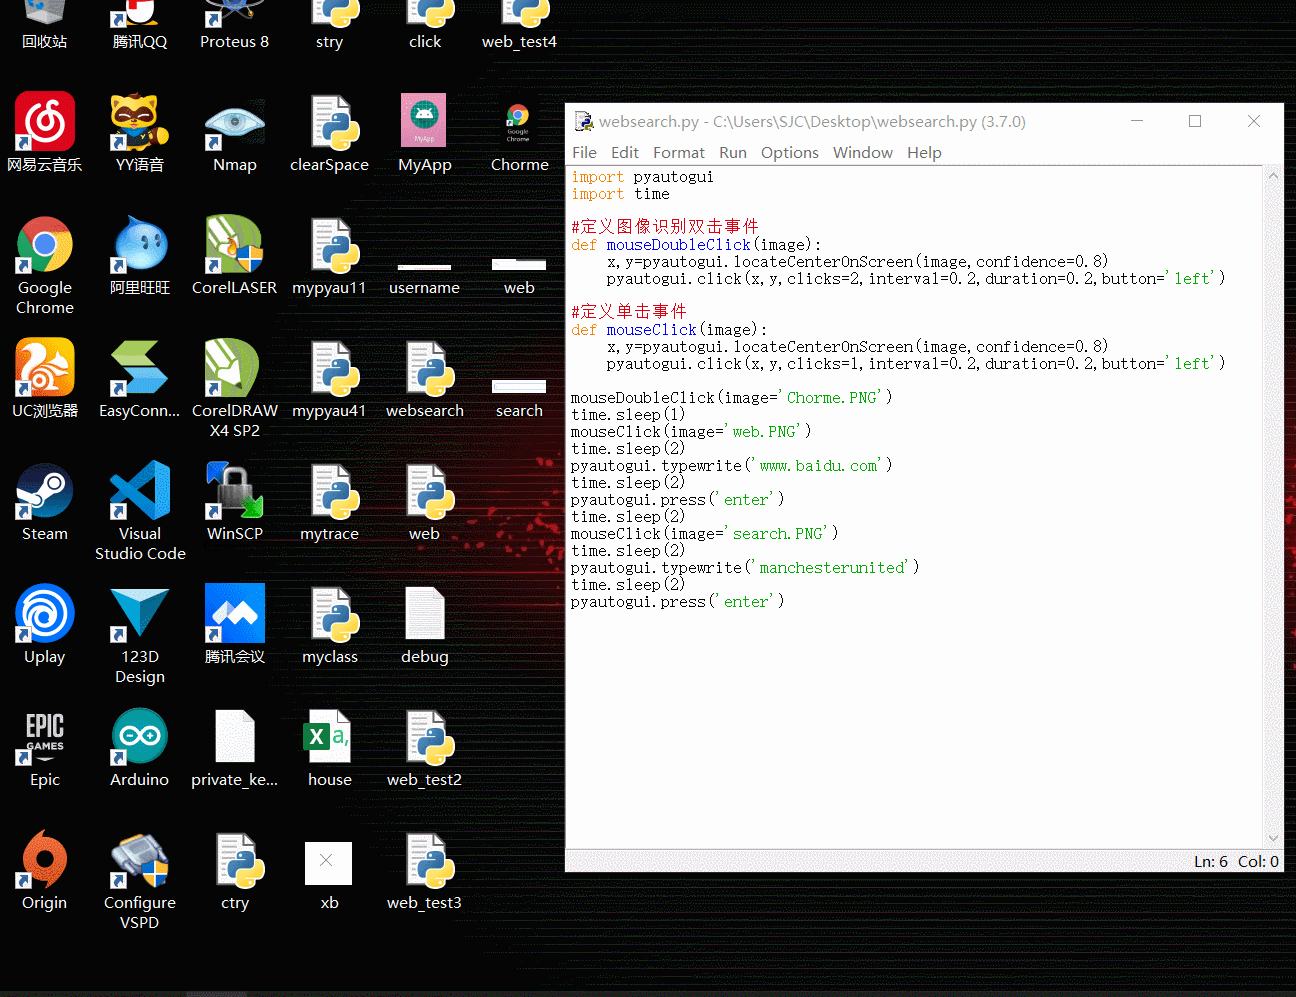 回收站
腾讯QQ
Proteus 8
stry
click
web_test4
网易云音乐
YY语音
Nmap
clearSpace
MyApp
MyApp
Google
Chrome
Chorme
Google
Chrome
阿里旺旺
CorelLASER
mypyau11
username
web
UC浏览器
EasyConn...
CorelDRAW
X4 SP2
mypyau41
websearch
search
Steam
Visual
Studio Code
WinSCP
mytrace
web
Uplay
123D
Design
腾讯会议
myclass
debug
EPIC
GAMES
Epic
Arduino
private_ke...
X a,
house
web_test2
Origin
Configure
VSPD
ctry
xb
web_test3
websearch.py - C:\Users\SJC\Desktop\websearch.py (3.7.0)
File Edit Format Run Options Window Help
import pyautogui
import time
#定义图像识别双击事件
def mouseDoubleClick(image):
    x,y=pyautogui.locateCenterOnScreen(image,confidence=0.8)
    pyautogui.click(x,y,clicks=2,interval=0.2,duration=0.2,button='left')
#定义单击事件
def mouseClick(image):
    x,y=pyautogui.locateCenterOnScreen(image,confidence=0.8)
    pyautogui.click(x,y,clicks=1,interval=0.2,duration=0.2,button='left')
mouseDoubleClick(image='Chorme.PNG')
time.sleep(1)
mouseClick(image='web.PNG')
time.sleep(2)
pyautogui.typewrite('www.baidu.com')
time.sleep(2)
pyautogui.press('enter')
time.sleep(2)
mouseClick(image='search.PNG')
time.sleep(2)
pyautogui.typewrite('manchesterunited')
time.sleep(2)
pyautogui.press('enter')
Ln: 6 Col: 0